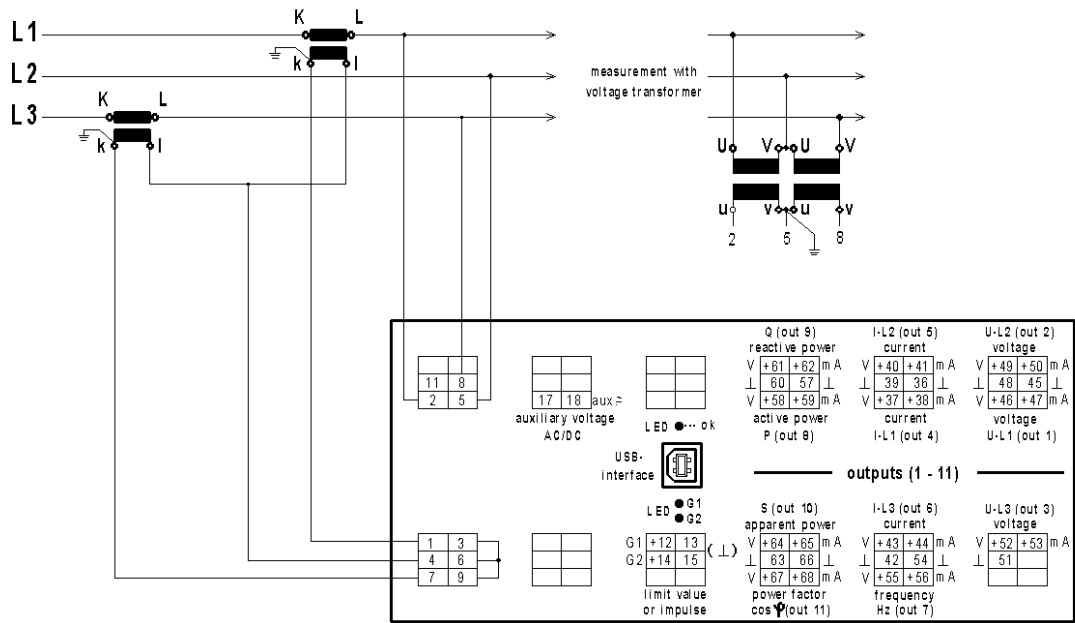 K L
L1
k l
L2
measurement with
voltage transformer
K L
L3
k l
U V U V
u v u v
2 5 8
Q (out 9) I-L2 (out 5) U-L2 (out 2)
reactive power current voltage
V +61 +62 mA V +40 +41 mA V +49 +50 mA
11 8
⊥ 60 57 ⊥ ⊥ 39 36 ⊥ ⊥ 48 45 ⊥
2 5 17 18 aux.≂
V +58 +59 mA V +37 +38 mA V +46 +47 mA
auxiliary voltage
AC/DC
LED ... ok
active power current voltage
P (out 8) I-L1 (out 4) U-L1 (out 1)
USB-
interface
outputs (1 - 11)
LED G1
G2
S (out 10) I-L3 (out 6) U-L3 (out 3)
apparent power current voltage
1 3 G1 +12 13 (⊥) V +64 +65 mA V +43 +44 mA V +52 +53 mA
4 6 G2 +14 15 ⊥ 63 66 ⊥ ⊥ 42 54 ⊥ ⊥ 51
7 9 V +67 +68 mA V +55 +56 mA
limit value power factor frequency
or impulse cos φ (out 11) Hz (out 7)